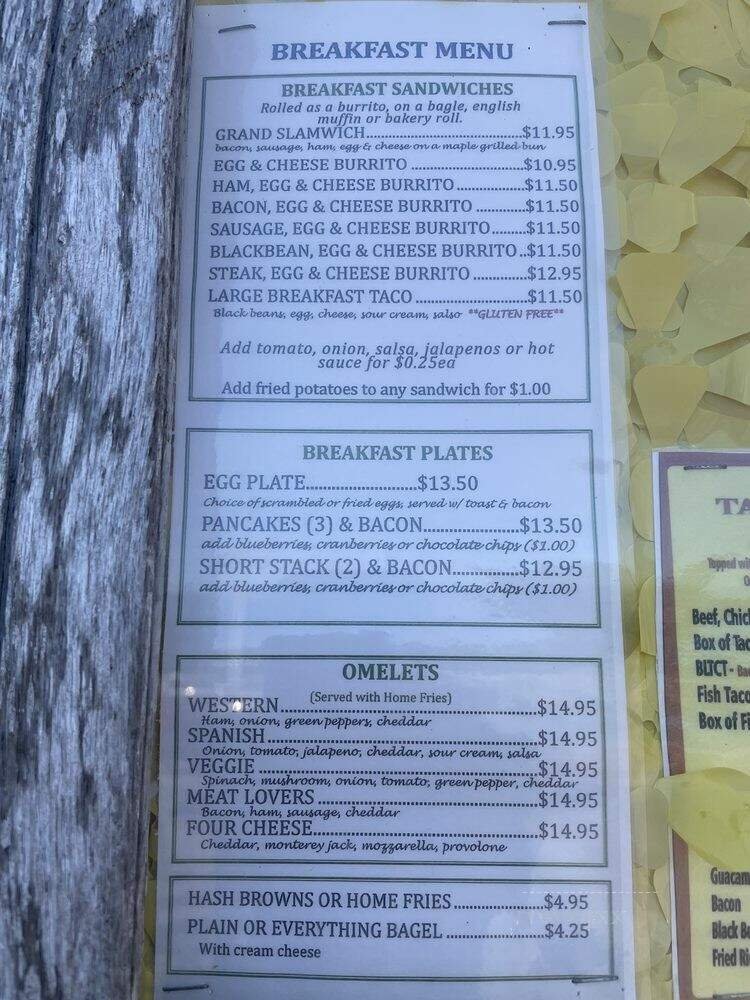 BREAKFAST MENU
BREAKFAST SANDWICHES
Rolled as a burrito, on a bagle, english
muffin or bakery roll.
GRAND SLAMWICH.................................$11.95
bacon, sausage, ham, egg & cheese on a maple grilled bun
EGG & CHEESE BURRITO ........................$10.95
HAM, EGG & CHEESE BURRITO ..............$11.50
BACON, EGG & CHEESE BURRITO ..........$11.50
SAUSAGE, EGG & CHEESE BURRITO.......$11.50
BLACKBEAN, EGG & CHEESE BURRITO..$11.50
STEAK, EGG & CHEESE BURRITO ...........$12.95
LARGE BREAKFAST TACO .......................$11.50
Black beans, egg, cheese, sour cream, salso **GLUTEN FREE**
Add tomato, onion, salsa, jalapenos or hot
sauce for $0.25ea
Add fried potatoes to any sandwich for $1.00
BREAKFAST PLATES
EGG PLATE.......................$13.50
Choice of scrambled or fried eggs, served w/ toast & bacon
PANCAKES (3) & BACON....................$13.50
add blueberries, cranberries or chocolate chips ($1.00)
SHORT STACK (2) & BACON..............$12.95
add blueberries, cranberries or chocolate chips ($1.00)
OMELETS
(Served with Home Fries)
WESTERN......................................................$14.95
Ham, onion, green peppers, cheddar
SPANISH.........................................................$14.95
Onion, tomato, jalapeno, cheddar, sour cream, salsa
VEGGIE ...........................................................$14.95
Spinach, mushroom, onion, tomato, green pepper, cheddar
MEAT LOVERS ..............................................$14.95
Bacon, ham, sausage, cheddar
FOUR CHEESE...............................................$14.95
Cheddar, monterey jack, mozzarella, provolone
HASH BROWNS OR HOME FRIES...................$4.95
PLAIN OR EVERYTHING BAGEL ....................$4.25
With cream cheese
TA
Topped wi
Beef, Chic
Box of Tac
BLTCT - Ba
Fish Taco
Box of Fi
Guacam
Bacon
Black Be
Fried Ri